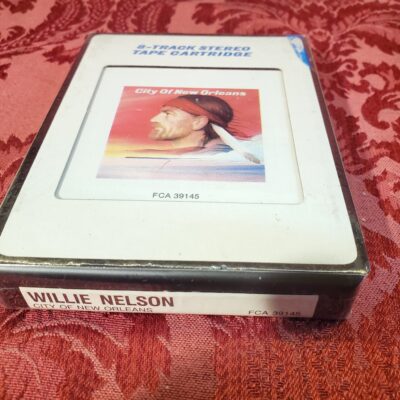 8-TRACK STEREO
TAPE CARTRIDGE
City Of New Orleans
FCA 39145
WILLIE NELSON
CITY OF NEW ORLEANS
FCA 39145